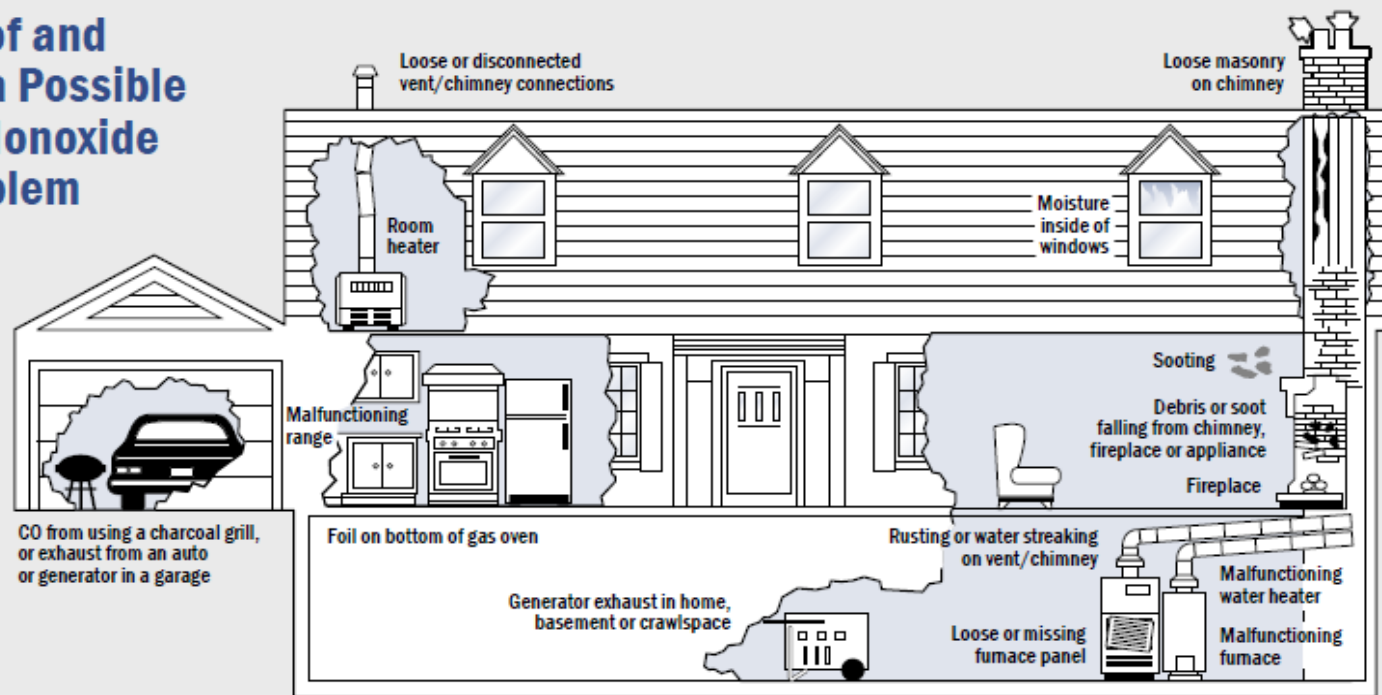 of and
Possible
onoxide
blem
Loose or disconnected
vent/chimney connections
Loose masonry
on chimney
Room
heater
Moisture
inside of
windows
Malfunctioning
range
Sooting
Debris or soot
falling from chimney,
fireplace or appliance
Fireplace
CO from using a charcoal grill,
or exhaust from an auto
or generator in a garage
Foil on bottom of gas oven
Rusting or water streaking
on vent/chimney
Generator exhaust in home,
basement or crawlspace
Malfunctioning
water heater
Loose or missing
furnace panel
Malfunctioning
furnace